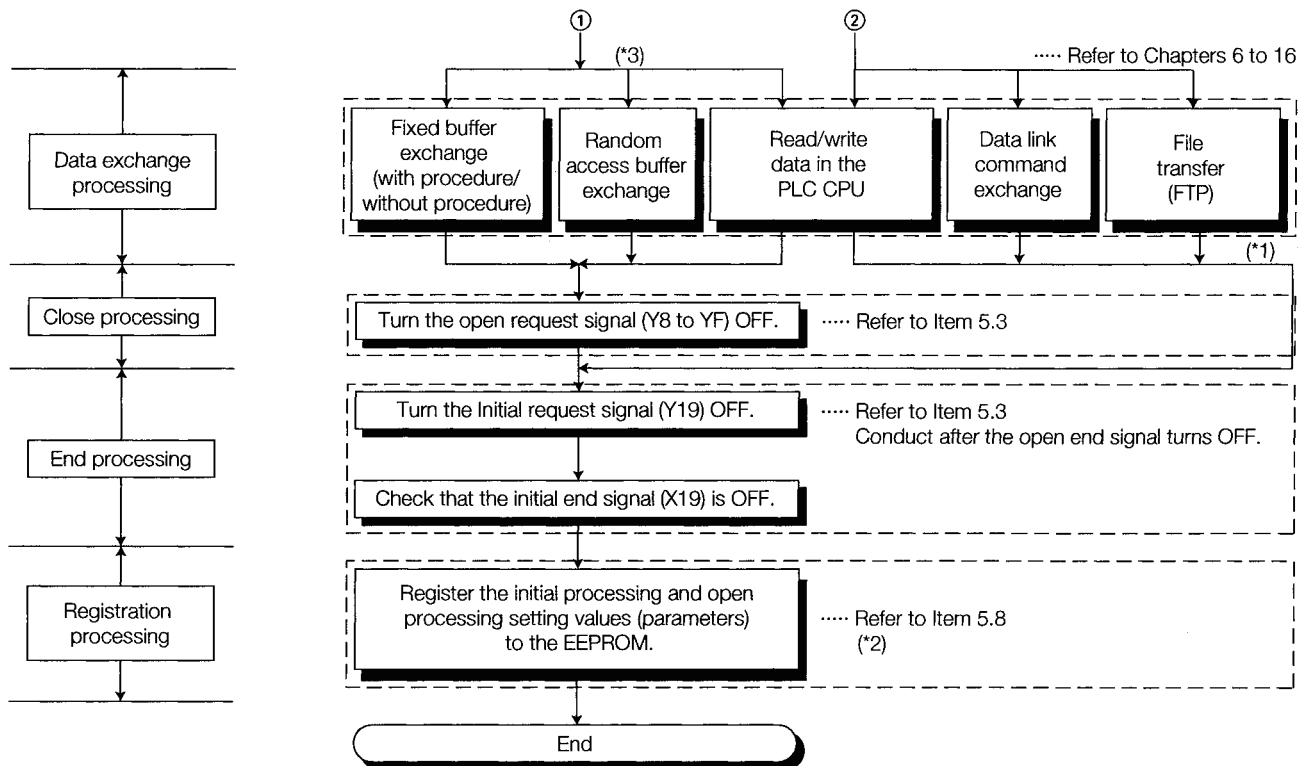 ①
②
(*3)
····· Refer to Chapters 6 to 16
Data exchange
processing
Fixed buffer
exchange
(with procedure/
without procedure)
Random
access buffer
exchange
Read/write
data in the
PLC CPU
Data link
command
exchange
File
transfer
(FTP)
(*1)
Close processing
Turn the open request signal (Y8 to YF) OFF.
····· Refer to Item 5.3
End processing
Turn the Initial request signal (Y19) OFF.
····· Refer to Item 5.3
Conduct after the open end signal turns OFF.
Check that the initial end signal (X19) is OFF.
Registration
processing
Register the initial processing and open
processing setting values (parameters)
to the EEPROM.
····· Refer to Item 5.8
(*2)
End